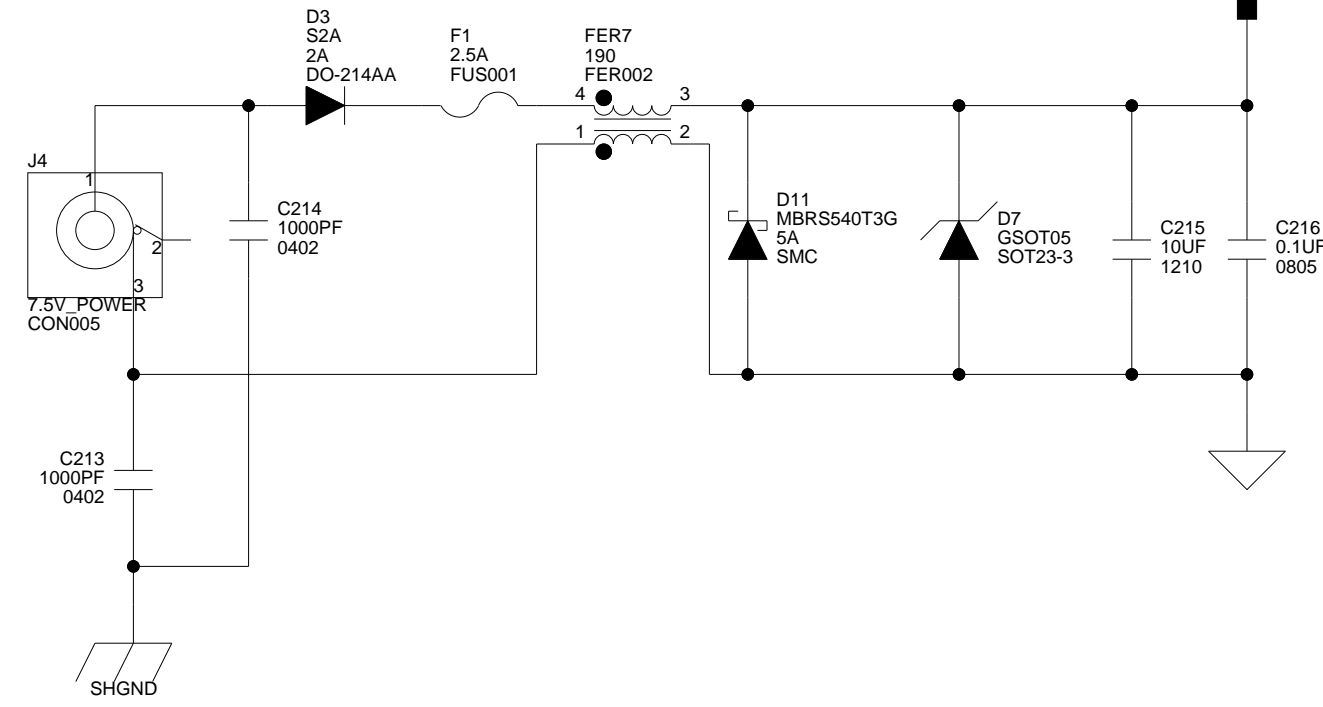 D3
S2A
2A
DO-214AA
F1
2.5A
FUS001
FER7
190
FER002
4
3
1
2
J4
1
2
3
7.5V_POWER
CON005
C214
1000PF
0402
D11
MBRS540T3G
5A
SMC
D7
GSOT05
SOT23-3
C215
10UF
1210
C216
0.1UF
0805
C213
1000PF
0402
SHGND